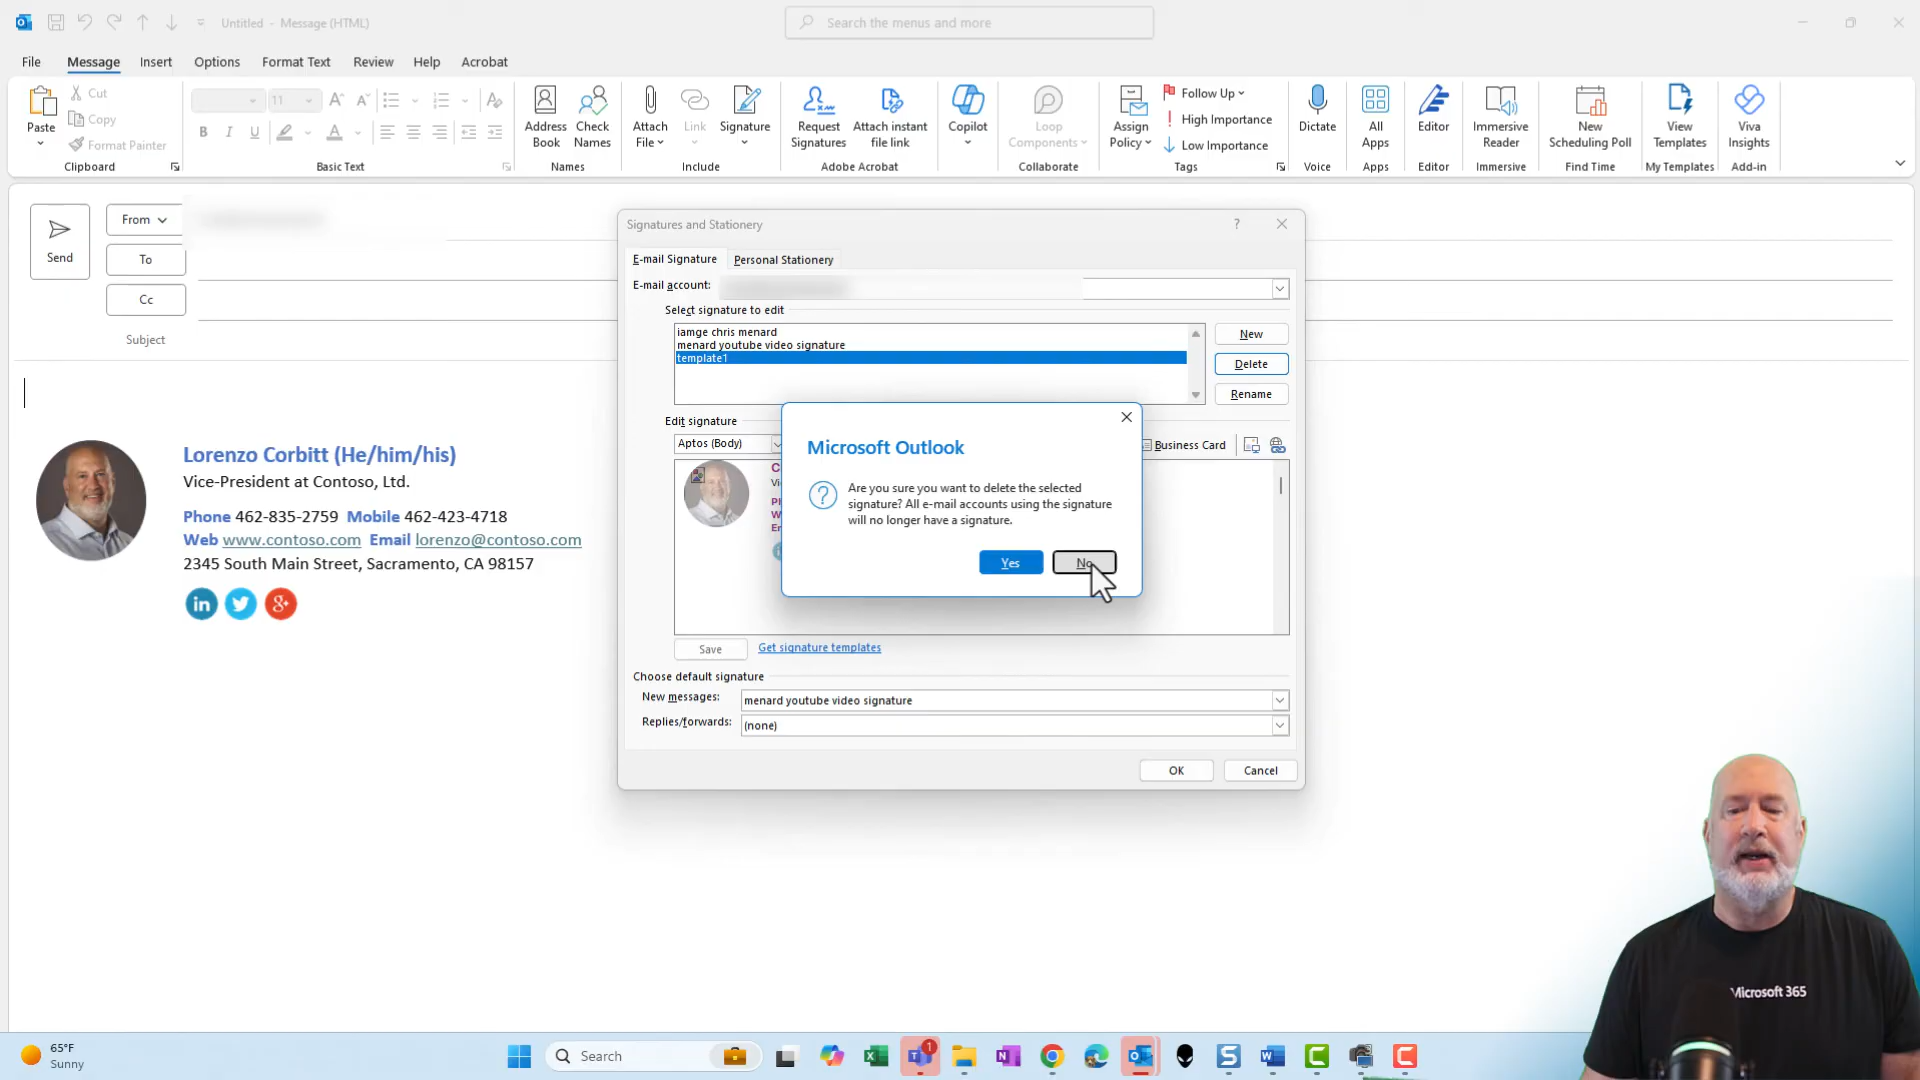 Untitled - Message (HTML)
Search the menus and more
File Message Insert Options Format Text Review Help Acrobat
Paste
Cut
Copy
Format Painter
Clipboard
11
B I U
Basic Text
Address Book
Check Names
Names
Attach File
Link
Signature
Include
Request Signatures
Attach instant file link
Adobe Acrobat
Copilot
Loop Components
Collaborate
Assign Policy
Follow Up
High Importance
Low Importance
Tags
Dictate
Voice
All Apps
Apps
Editor
Editor
Immersive Reader
Immersive
New Scheduling Poll
Find Time
View Templates
My Templates
Viva Insights
Add-in
Send
From
To
Cc
Subject
Lorenzo Corbitt (He/him/his)
Vice-President at Contoso, Ltd.
Phone 462-835-2759 Mobile 462-423-4718
Web www.contoso.com Email lorenzo@contoso.com
2345 South Main Street, Sacramento, CA 98157
Signatures and Stationery
E-mail Signature Personal Stationery
E-mail account:
Select signature to edit
iamge chris menard
menard youtube video signature
template1
New
Delete
Rename
Edit signature
Aptos (Body)
Business Card
Microsoft Outlook
Are you sure you want to delete the selected
signature? All e-mail accounts using the signature
will no longer have a signature.
Yes No
Save Get signature templates
Choose default signature
New messages: menard youtube video signature
Replies/forwards: (none)
OK Cancel
Microsoft 365
65°F
Sunny
Search
1